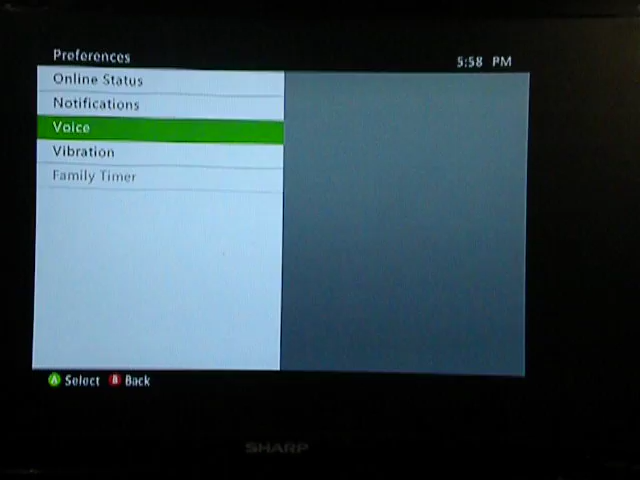 Preferences
5:58 PM
Online Status
Notifications
Voice
Vibration
Family Timer
A Select B Back
SHARP